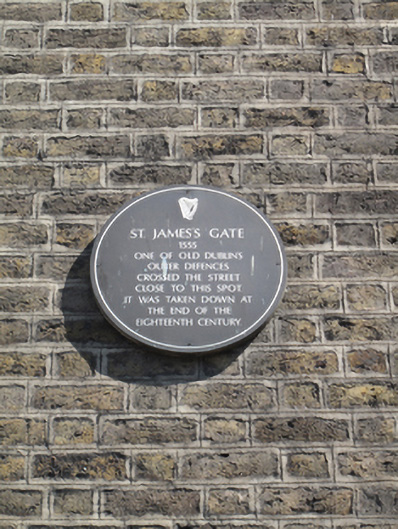 ST. JAMES'S GATE
1555
ONE OF OLD DUBLIN'S
OUTER DEFENCES
CROSSED THE STREET
CLOSE TO THIS SPOT
IT WAS TAKEN DOWN AT
THE END OF THE
EIGHTEENTH CENTURY